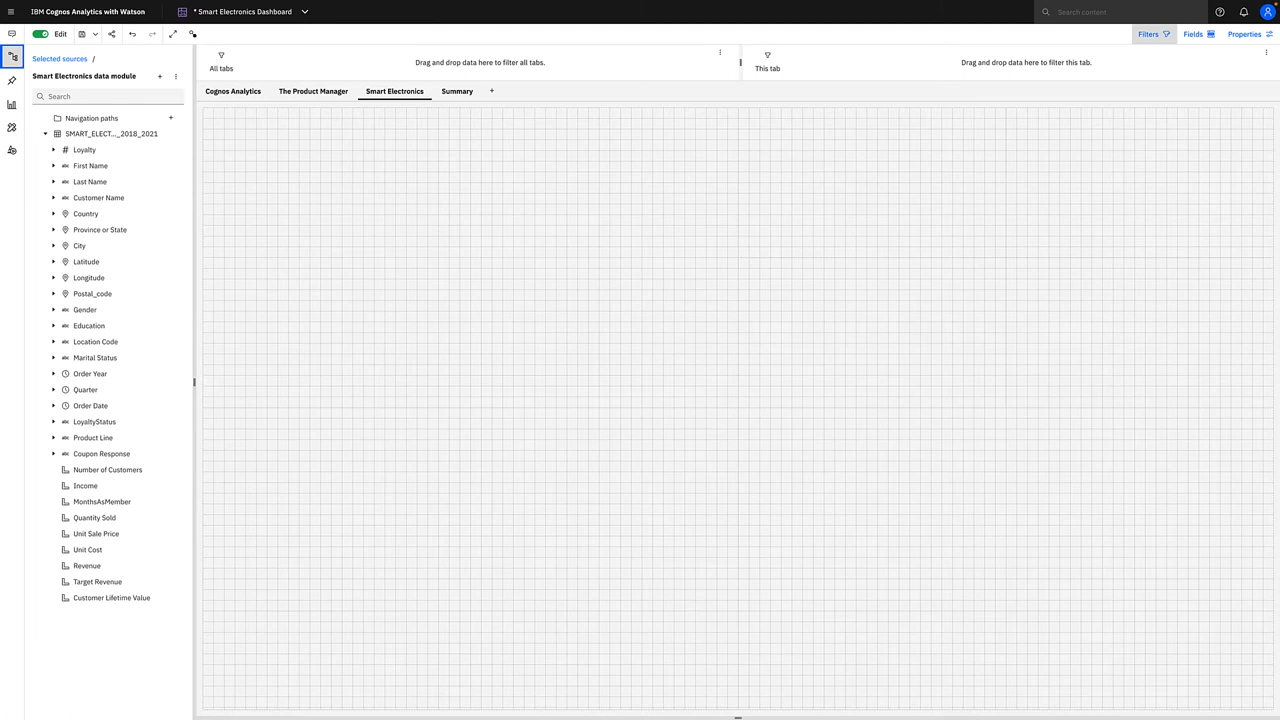 IBM Cognos Analytics with Watson
* Smart Electronics Dashboard
Search content
Edit
Filters
Fields
Properties
Selected sources /
Smart Electronics data module
Search
Navigation paths
SMART_ELECT..._2018_2021
Loyalty
First Name
Last Name
Customer Name
Country
Province or State
City
Latitude
Longitude
Postal_code
Gender
Education
Location Code
Marital Status
Order Year
Quarter
Order Date
LoyaltyStatus
Product Line
Coupon Response
Number of Customers
Income
MonthsAsMember
Quantity Sold
Unit Sale Price
Unit Cost
Revenue
Target Revenue
Customer Lifetime Value
All tabs
Drag and drop data here to filter all tabs.
This tab
Drag and drop data here to filter this tab.
Cognos Analytics
The Product Manager
Smart Electronics
Summary